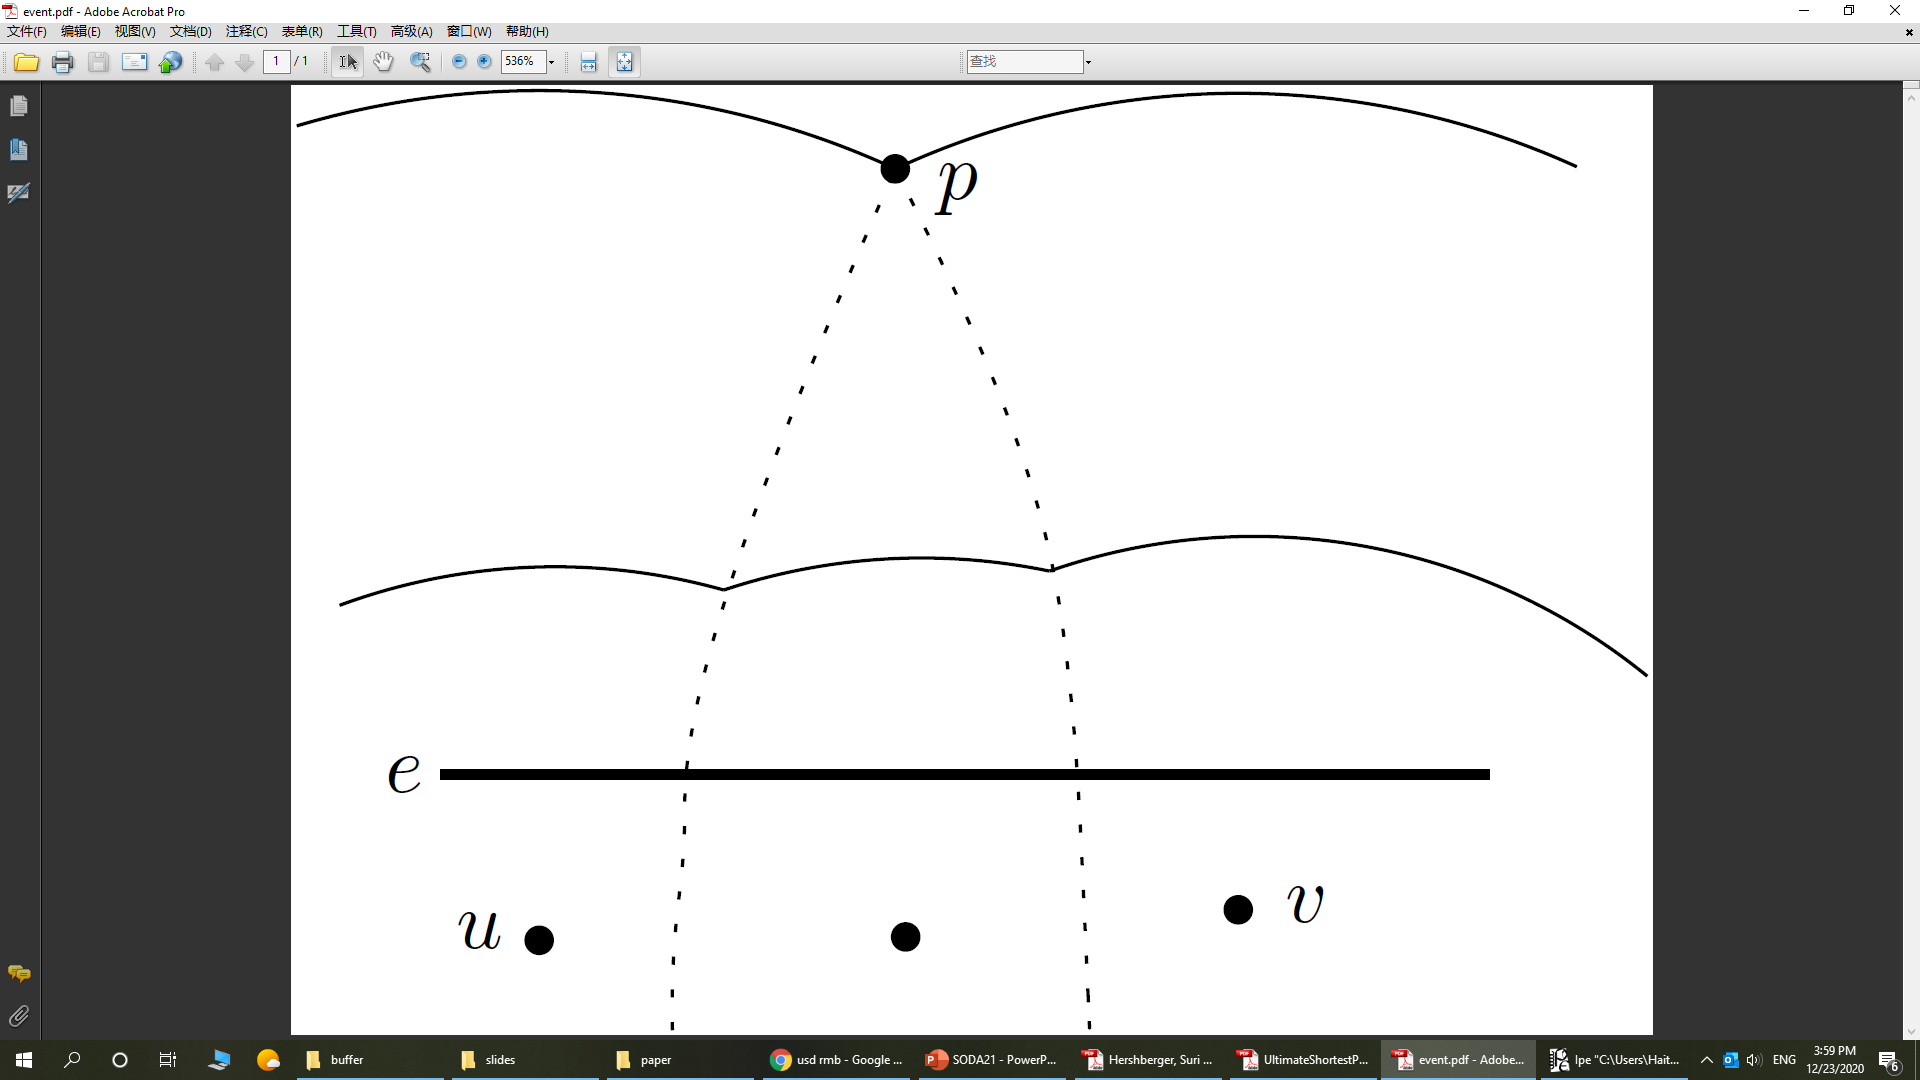 event.pdf - Adobe Acrobat Pro
文件(F) 编辑(E) 视图(V) 文档(D) 注释(C) 表单(R) 工具(T) 高级(A) 窗口(W) 帮助(H)
1 / 1 536% 查找
p
e
u v
buffer slides paper usd rmb - Google ... SODA21 - PowerP... Hershberger, Suri ... UltimateShortestP... event.pdf - Adobe... Ipe "C:\Users\Hait... ENG 3:59 PM
12/23/2020 6